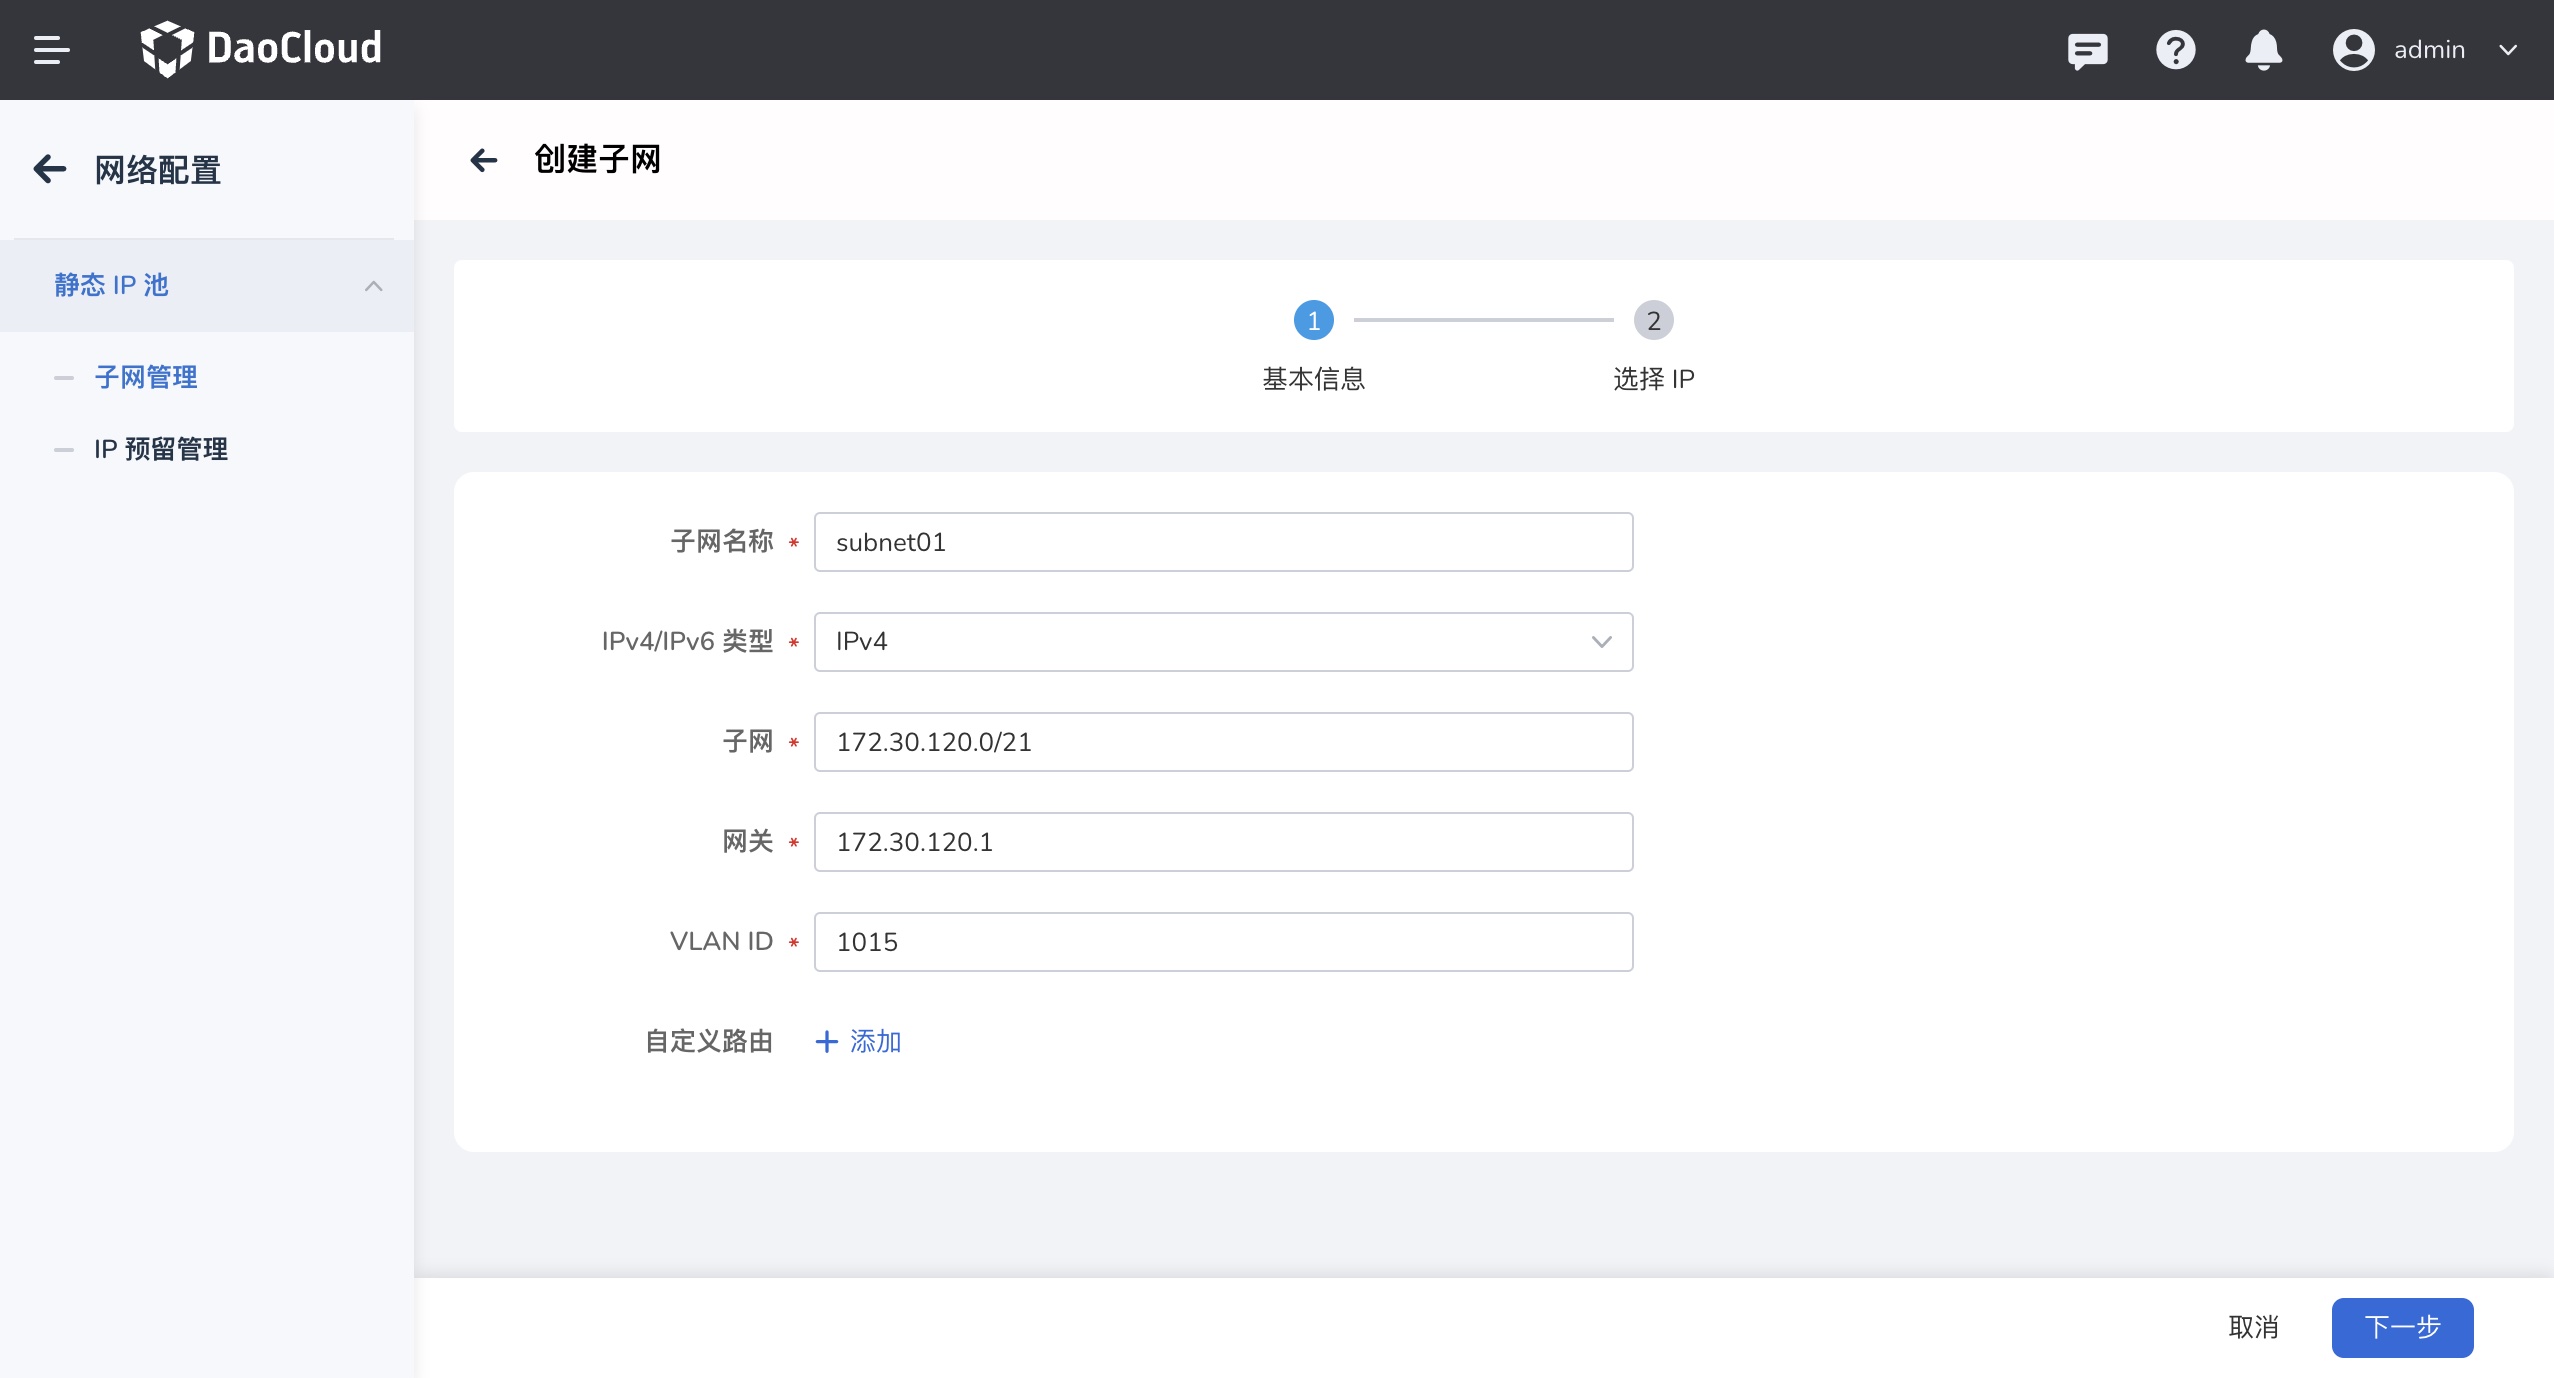 DaoCloud
admin
网络配置
创建子网
静态 IP 池
子网管理
IP 预留管理
1
2
基本信息
选择 IP
子网名称 * subnet01
IPv4/IPv6 类型 * IPv4
子网 * 172.30.120.0/21
网关 * 172.30.120.1
VLAN ID * 1015
自定义路由 + 添加
取消
下一步